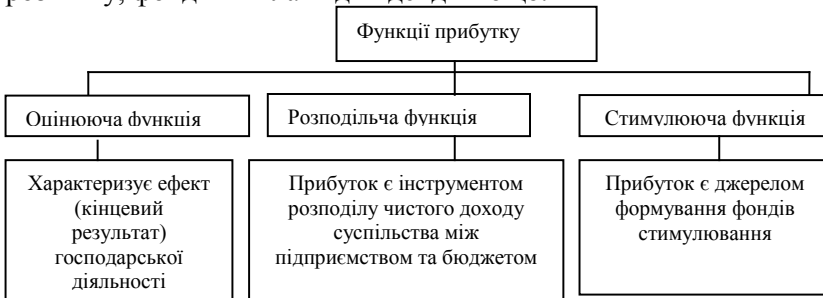 Функції прибутку
Оцінююча функція
Розподільча функція
Стимулююча функція
Характеризує ефект
(кінцевий
результат)
господарської
діяльності
Прибуток є інструментом
розподілу чистого доходу
суспільства між
підприємством та бюджетом
Прибуток є джерелом
формування фондів
стимулювання